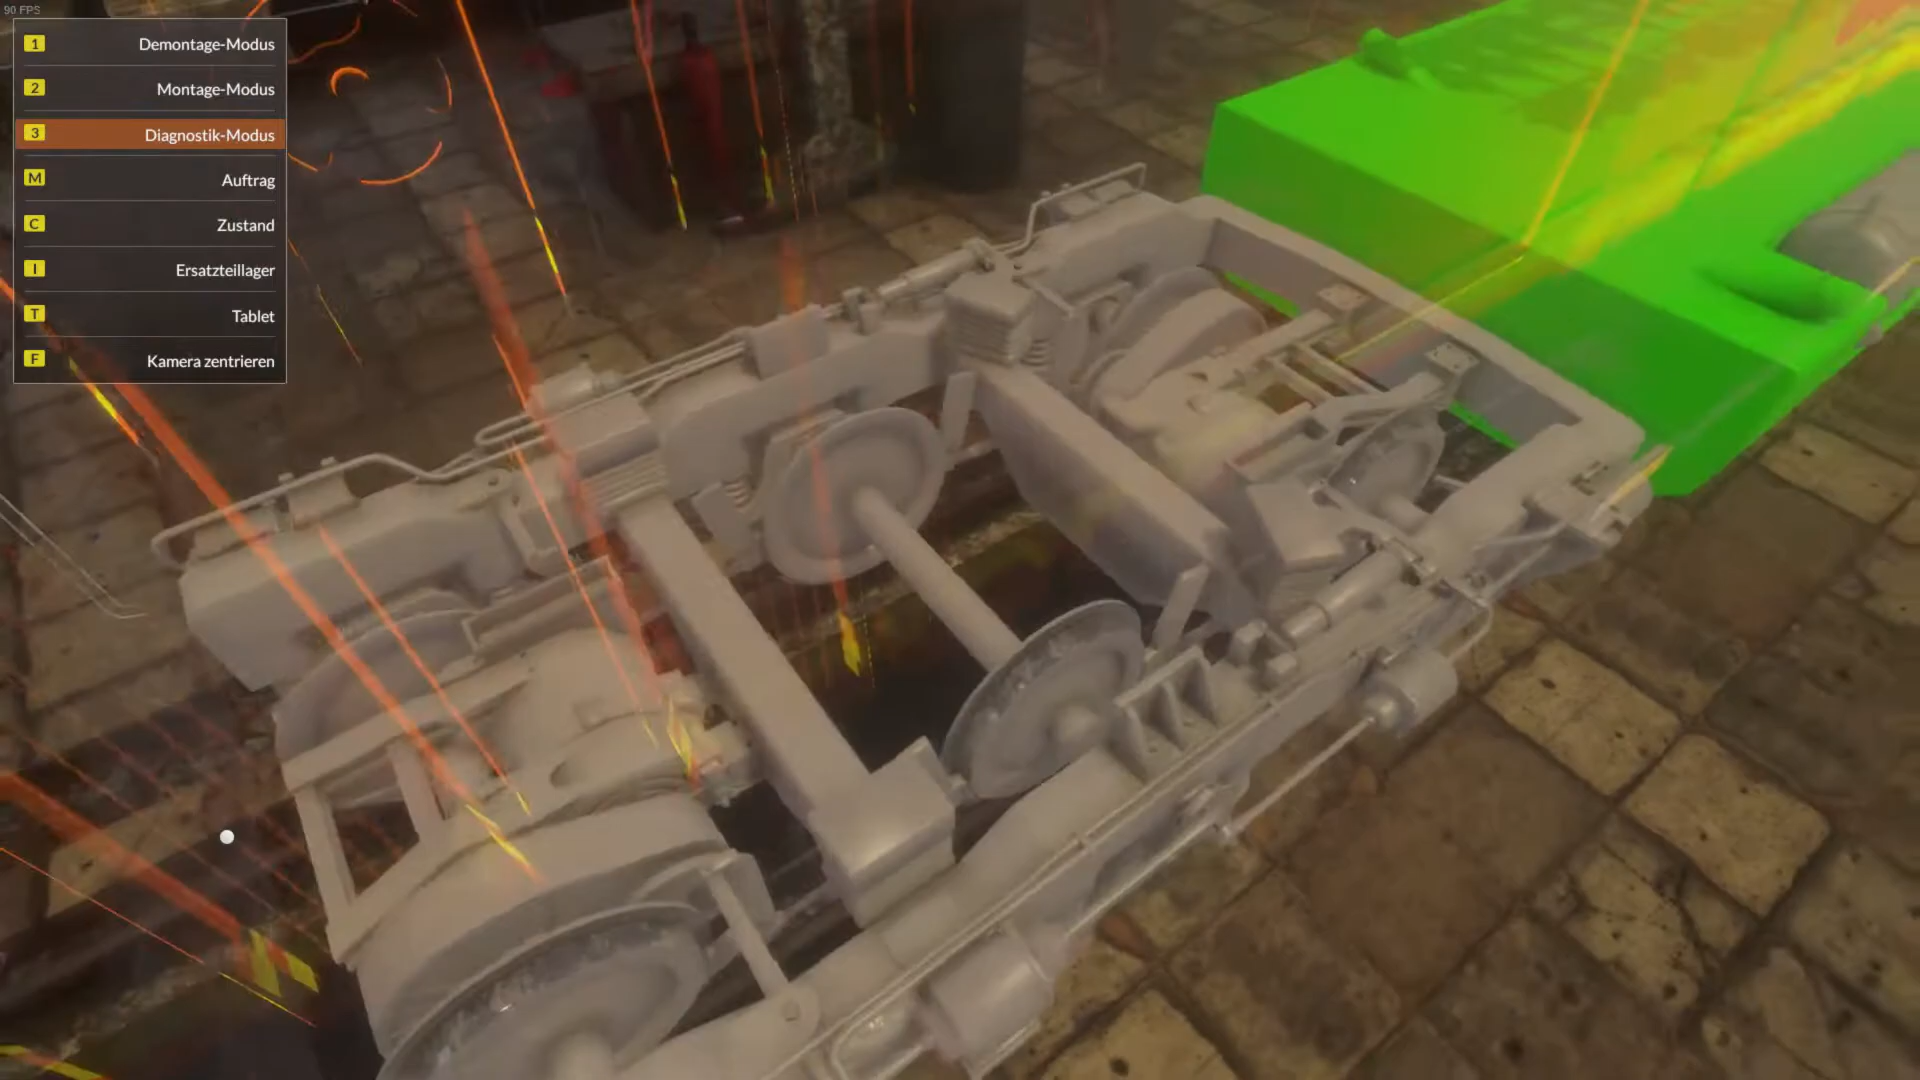 90 FPS
1 Demontage-Modus
2 Montage-Modus
3 Diagnostik-Modus
M Auftrag
C Zustand
I Ersatzteillager
T Tablet
F Kamera zentrieren